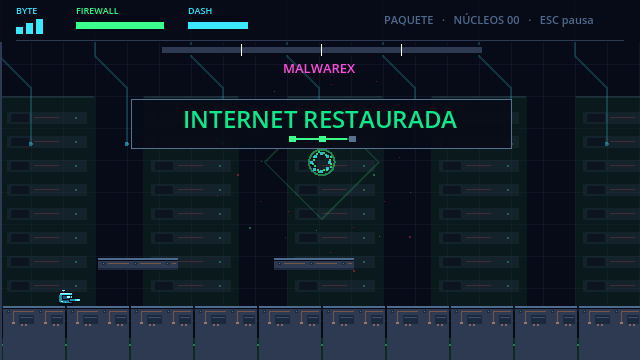 BYTE
FIREWALL
DASH
PAQUETE · NÚCLEOS 00 · ESC pausa
MALWAREX
INTERNET RESTAURADA